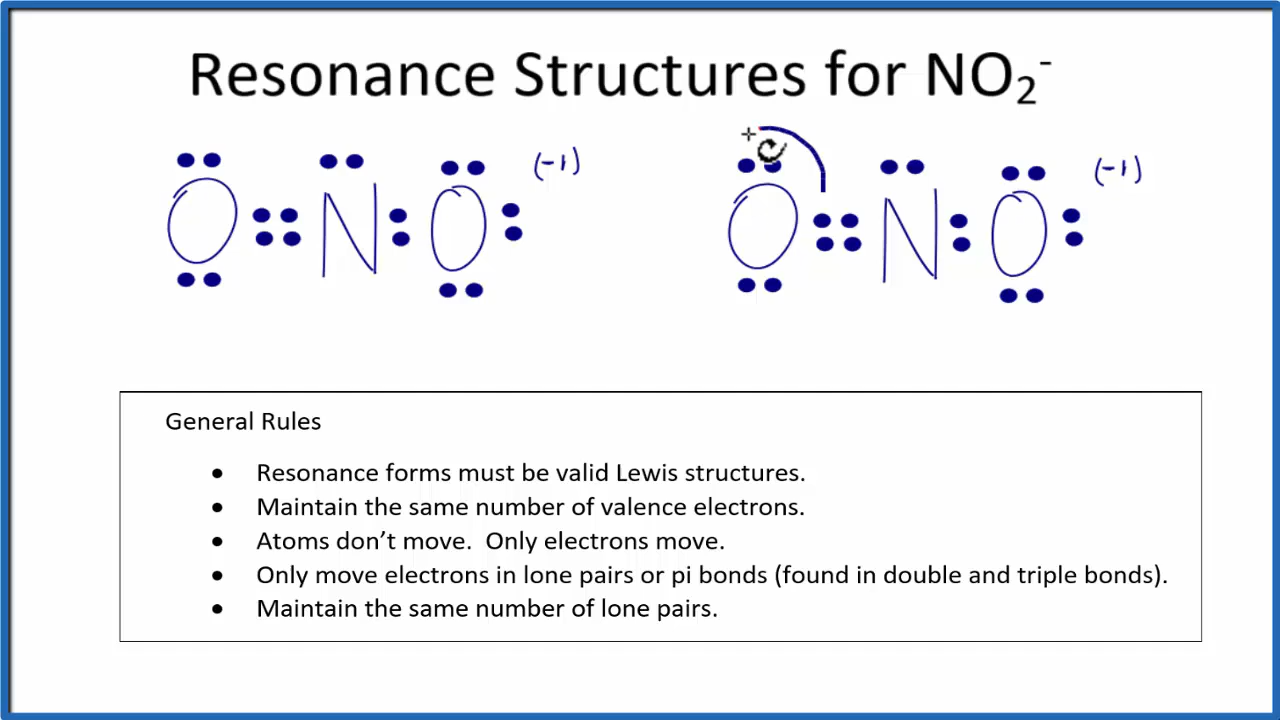 Resonance Structures for NO₂⁻
O N O (-1) O N O (-1)
General Rules
• Resonance forms must be valid Lewis structures.
• Maintain the same number of valence electrons.
• Atoms don’t move. Only electrons move.
• Only move electrons in lone pairs or pi bonds (found in double and triple bonds).
• Maintain the same number of lone pairs.